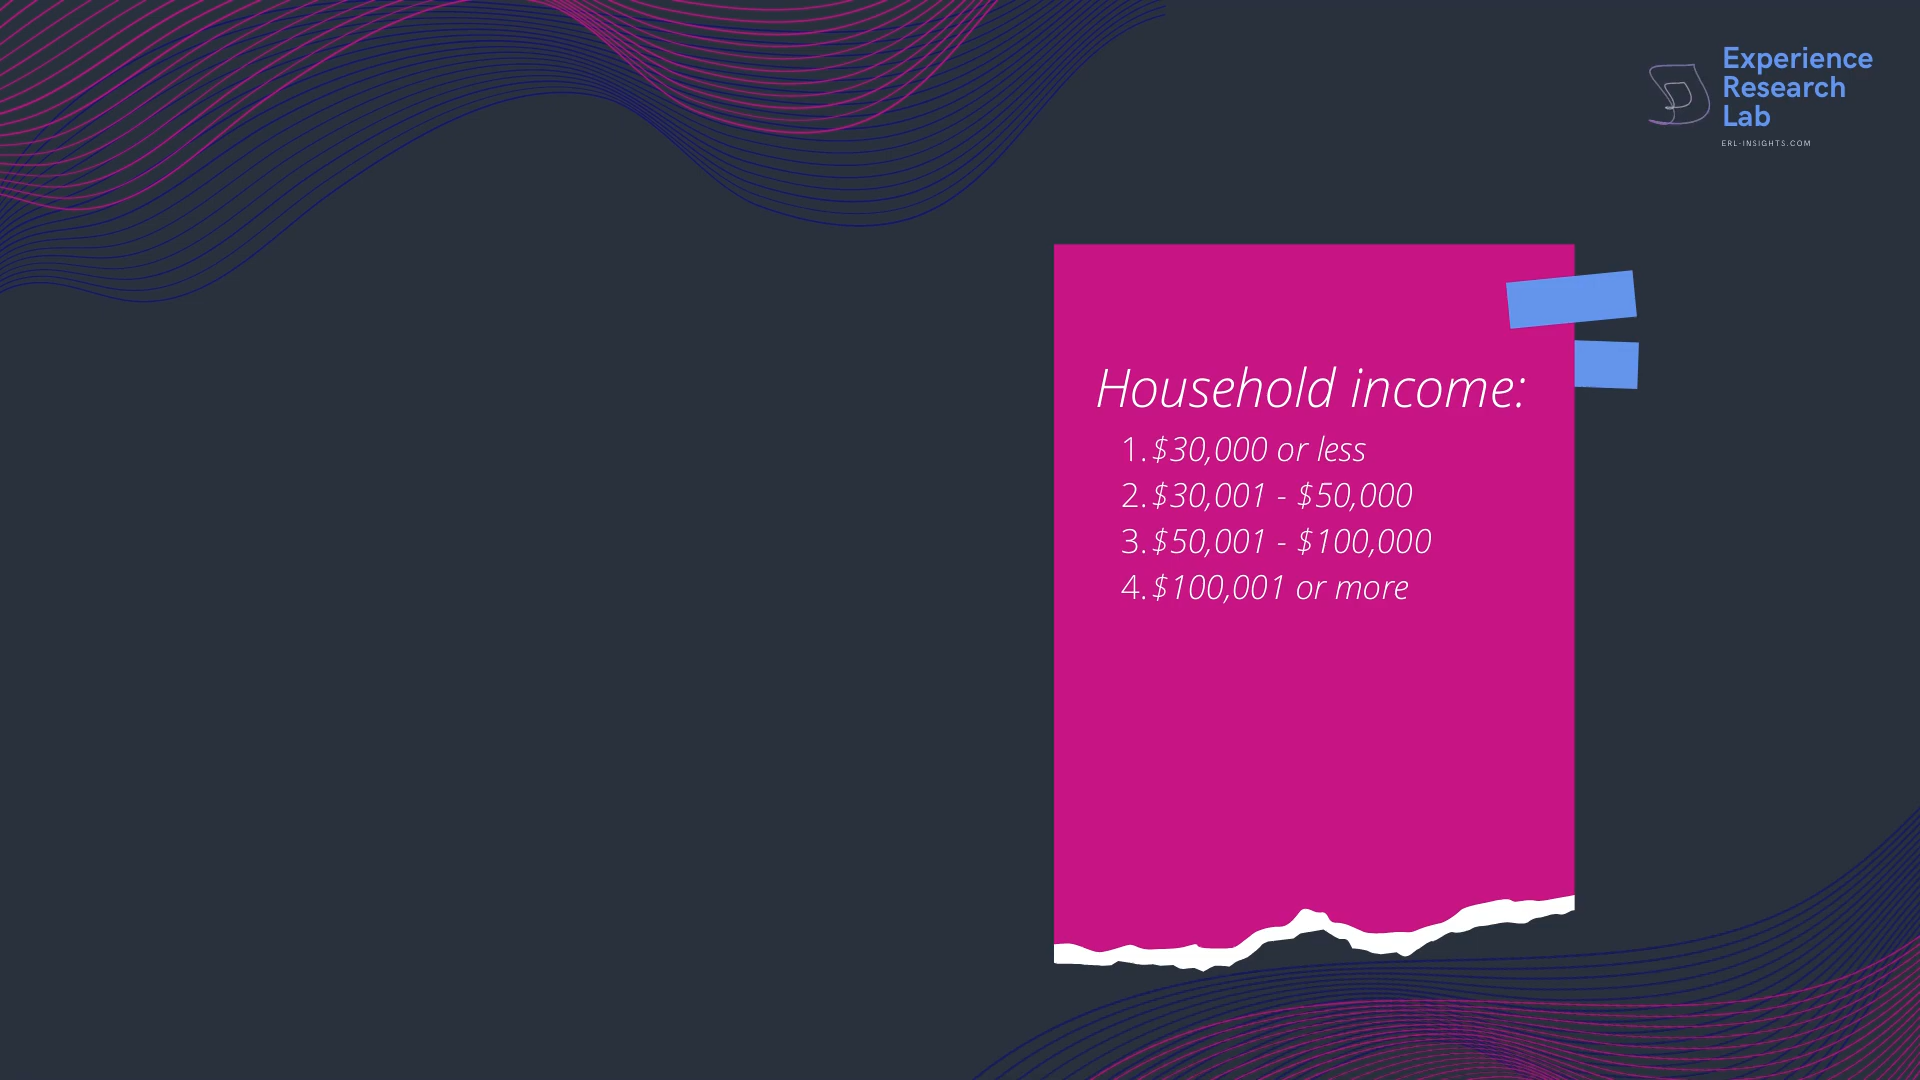 Experience
Research
Lab
ERL-INSIGHTS.COM
Household income:
1. $30,000 or less
2. $30,001 - $50,000
3. $50,001 - $100,000
4. $100,001 or more